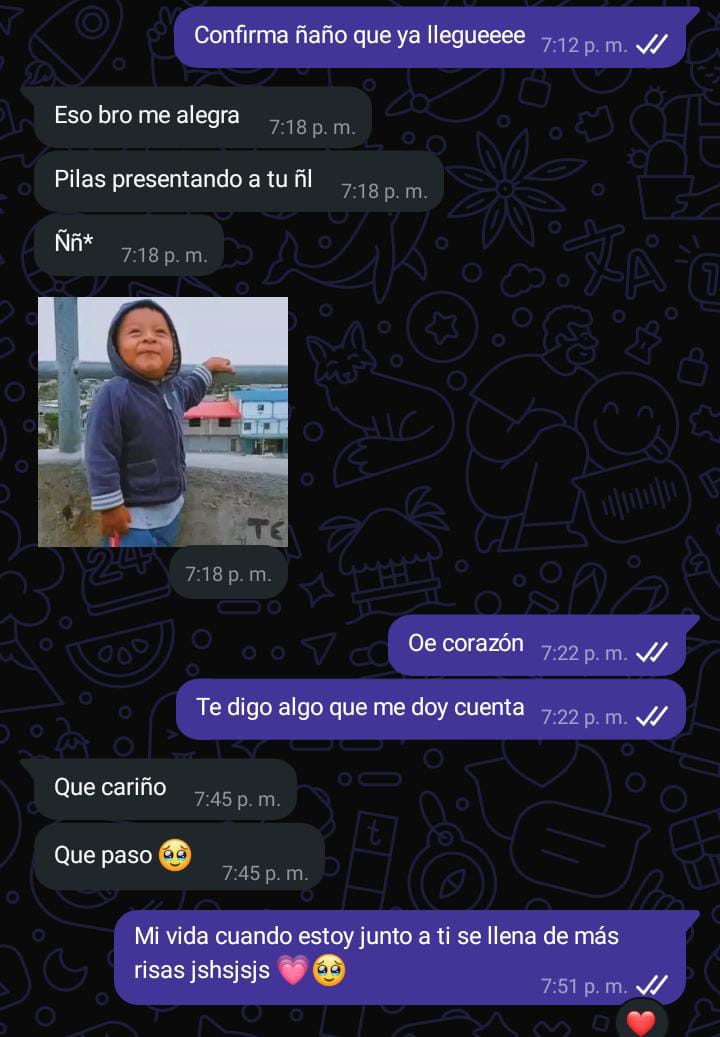 Confirma ñaño que ya llegueeee 7:12 p. m.
Eso bro me alegra 7:18 p. m.
Pilas presentando a tu ñl 7:18 p. m.
Ññ* 7:18 p. m.
TE
7:18 p. m.
Oe corazón 7:22 p. m.
Te digo algo que me doy cuenta 7:22 p. m.
Que cariño 7:45 p. m.
Que paso 🥹 7:45 p. m.
Mi vida cuando estoy junto a ti se llena de más
risas jshsjsjs 💗🥹 7:51 p. m.